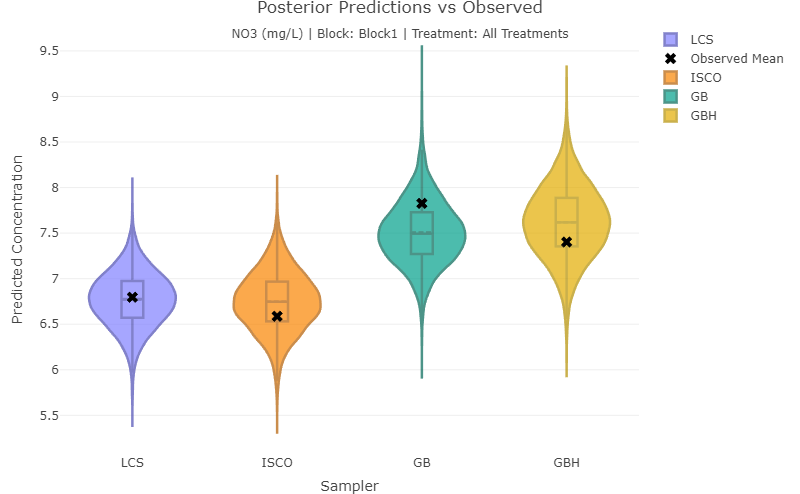 Posterior Predictions vs Observed
NO3 (mg/L) | Block: Block1 | Treatment: All Treatments
LCS
Observed Mean
ISCO
GB
GBH
Predicted Concentration
9.5
9
8.5
8
7.5
7
6.5
6
5.5
LCS ISCO GB GBH
Sampler